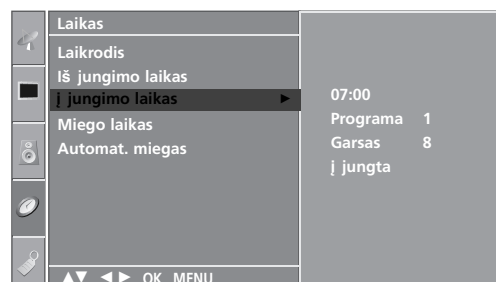 Laikas
Laikrodis
Iš jungimo laikas
į jungimo laikas ►
Miego laikas
Automat. miegas
07:00
Programa 1
Garsas 8
į jungta
▲▼ ◄► OK MENU